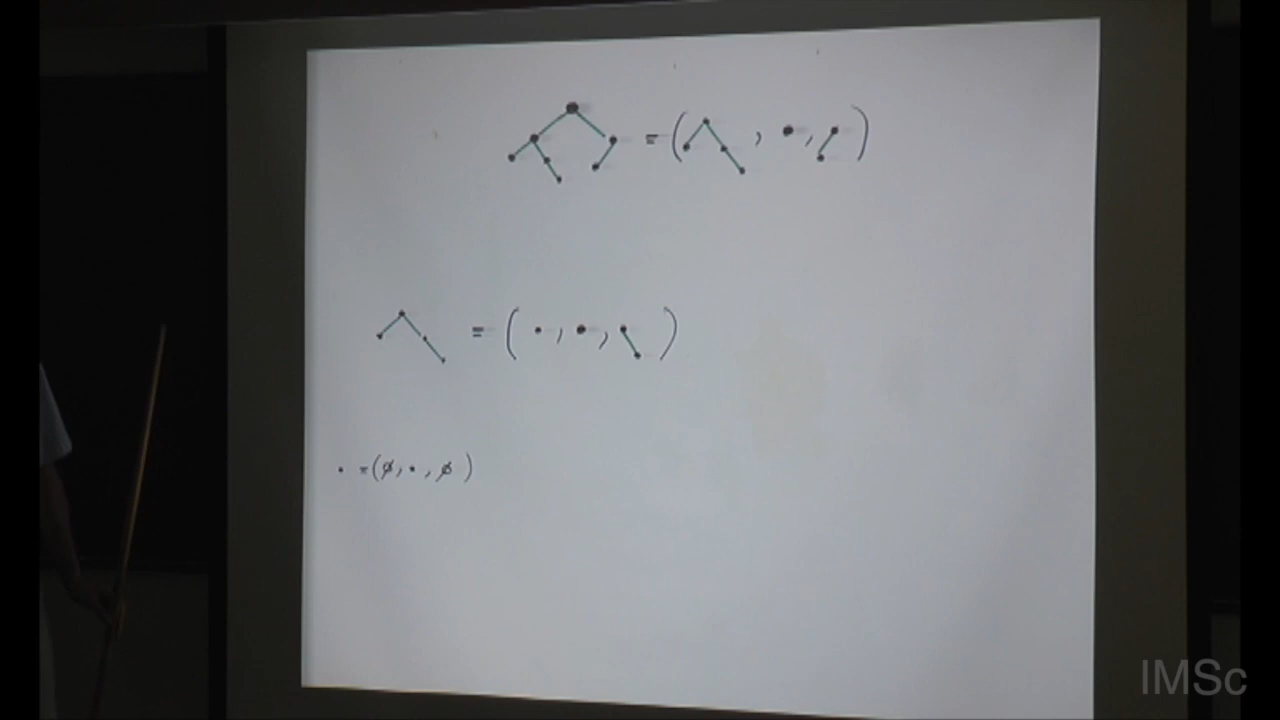 = ( , • , )
= ( • , • , )
• = (∅, •, ∅)
IMSc